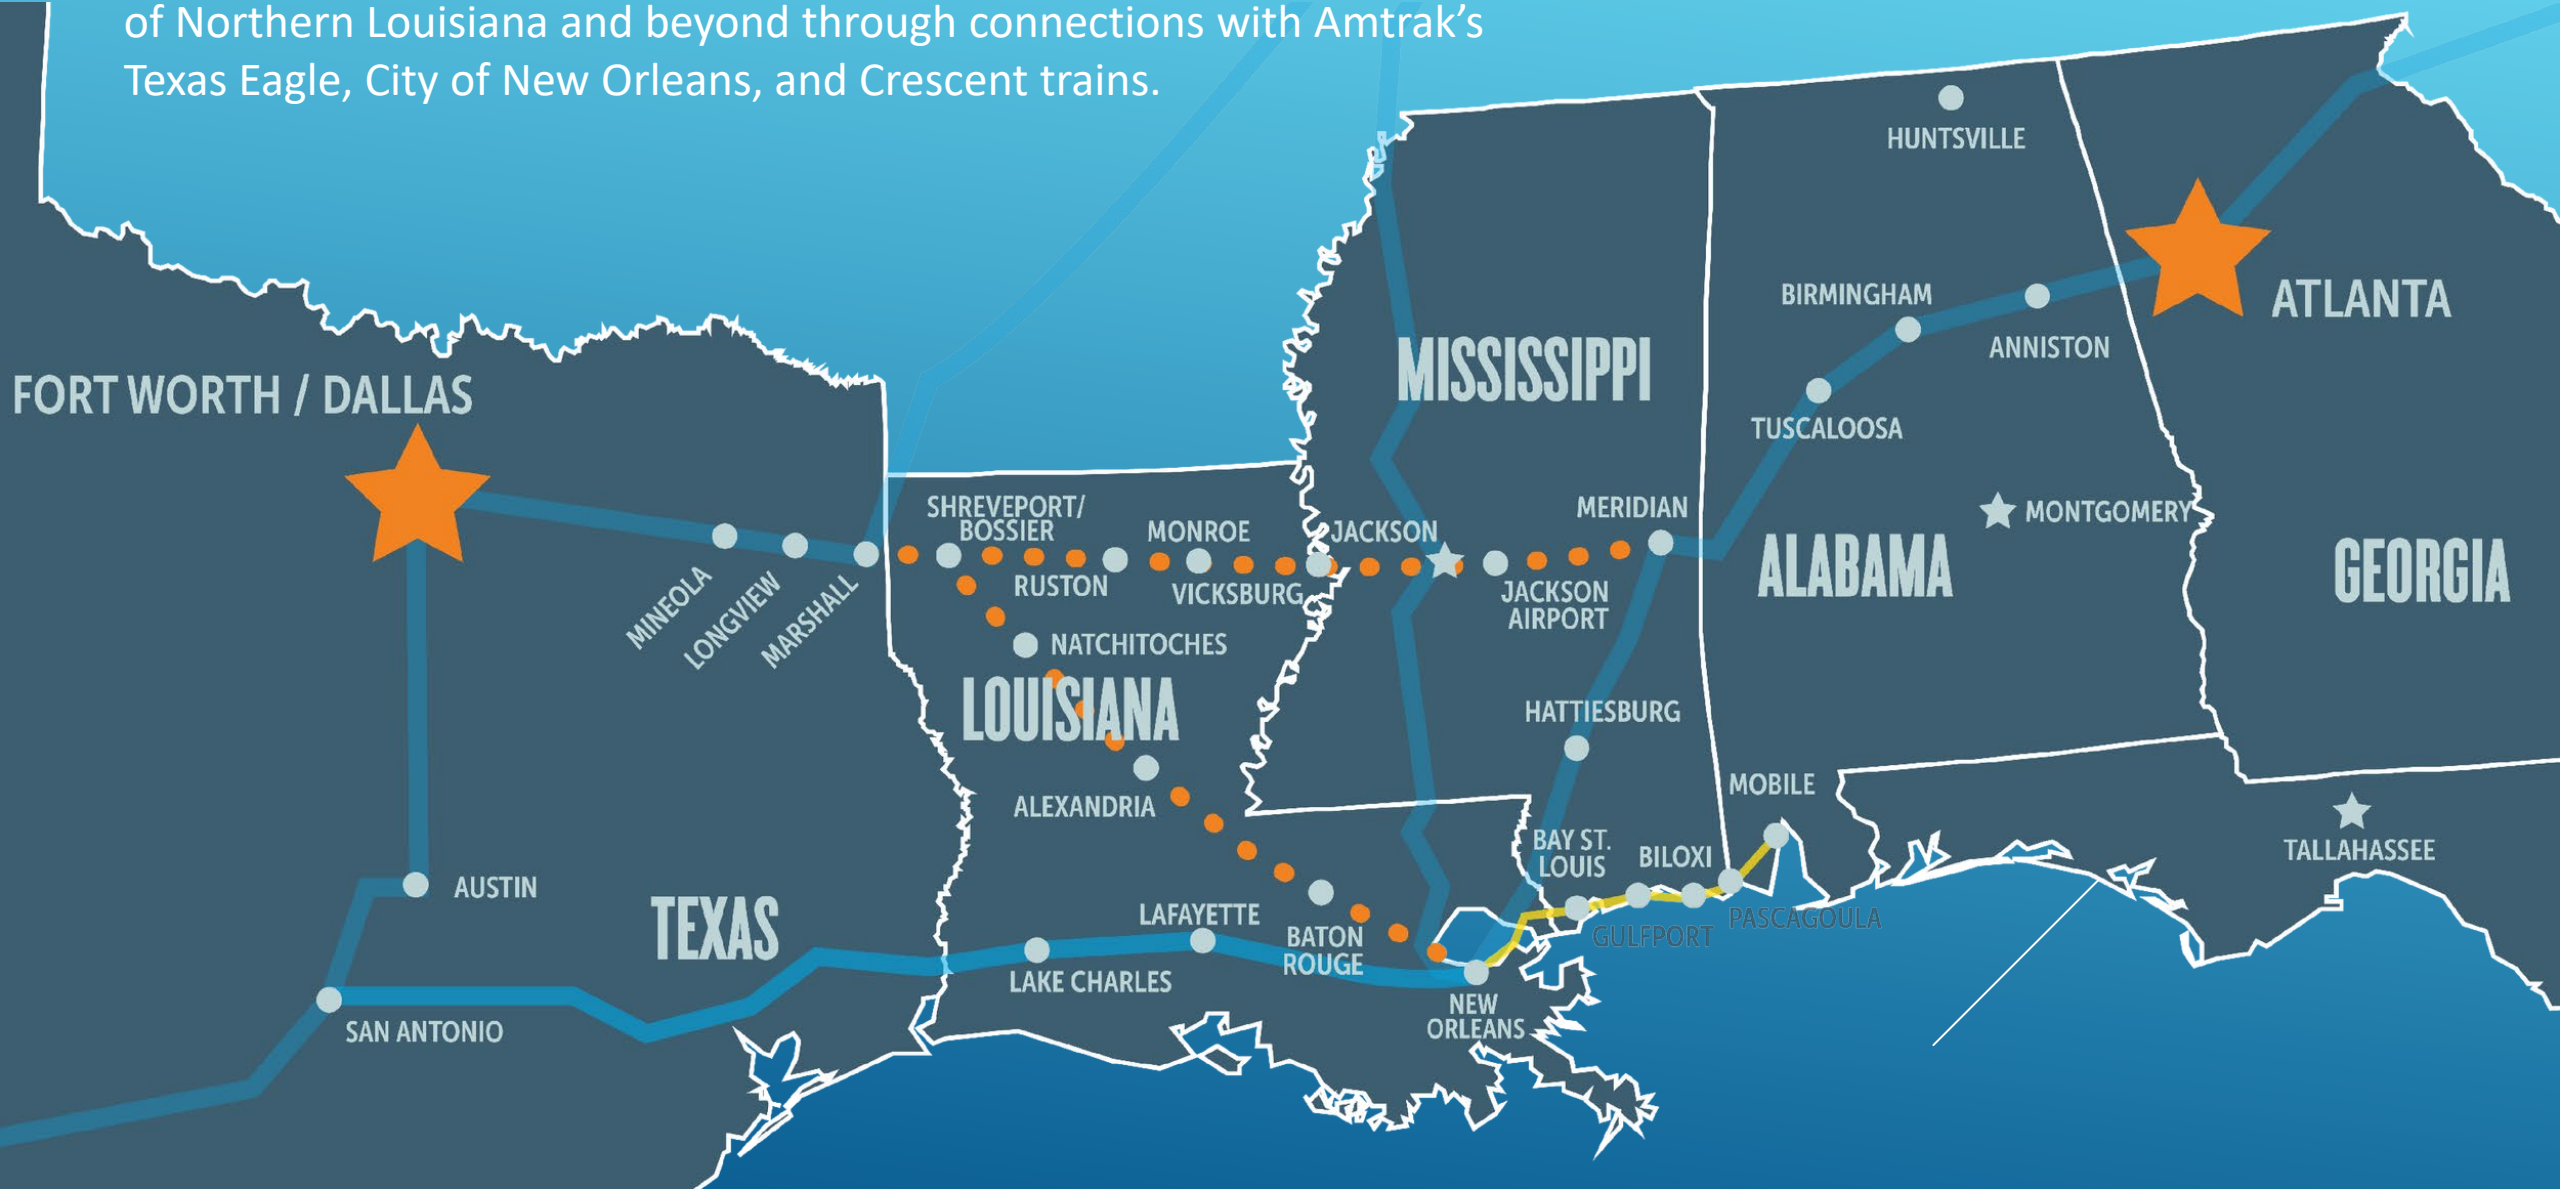 of Northern Louisiana and beyond through connections with Amtrak's
Texas Eagle, City of New Orleans, and Crescent trains.
HUNTSVILLE
BIRMINGHAM
ATLANTA
ANNISTON
MISSISSIPPI
FORT WORTH / DALLAS
TUSCALOOSA
SHREVEPORT/
BOSSIER
MONROE
JACKSON
MERIDIAN
MONTGOMERY
ALABAMA
GEORGIA
MINEOLA
LONGVIEW
MARSHALL
RUSTON
VICKSBURG
JACKSON
AIRPORT
NATCHITOCHES
LOUISIANA
HATTIESBURG
ALEXANDRIA
MOBILE
BAY ST.
LOUIS
BILOXI
TALLAHASSEE
AUSTIN
TEXAS
LAFAYETTE
BATON
ROUGE
GULFPORT
PASCAGOULA
LAKE CHARLES
NEW
ORLEANS
SAN ANTONIO